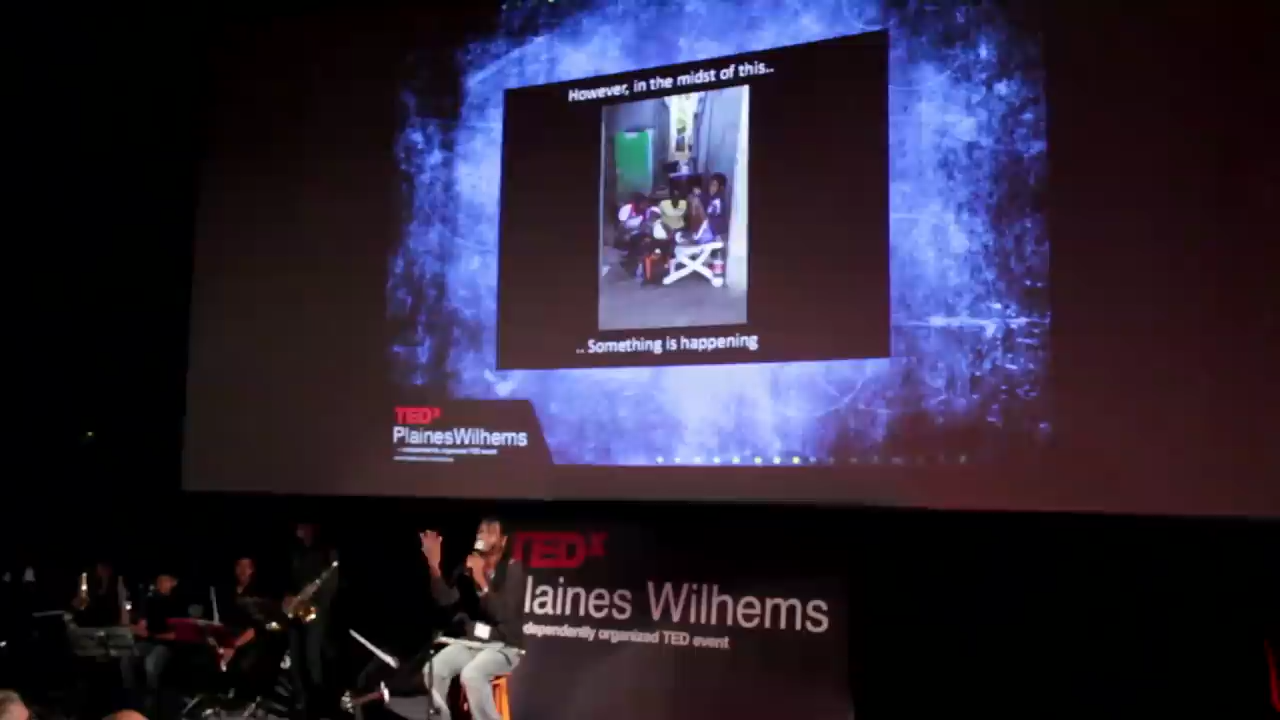 However, in the midst of this..
.. Something is happening
TEDx
PlainesWilhems
TEDx
laines Wilhems
dependently organized TED event